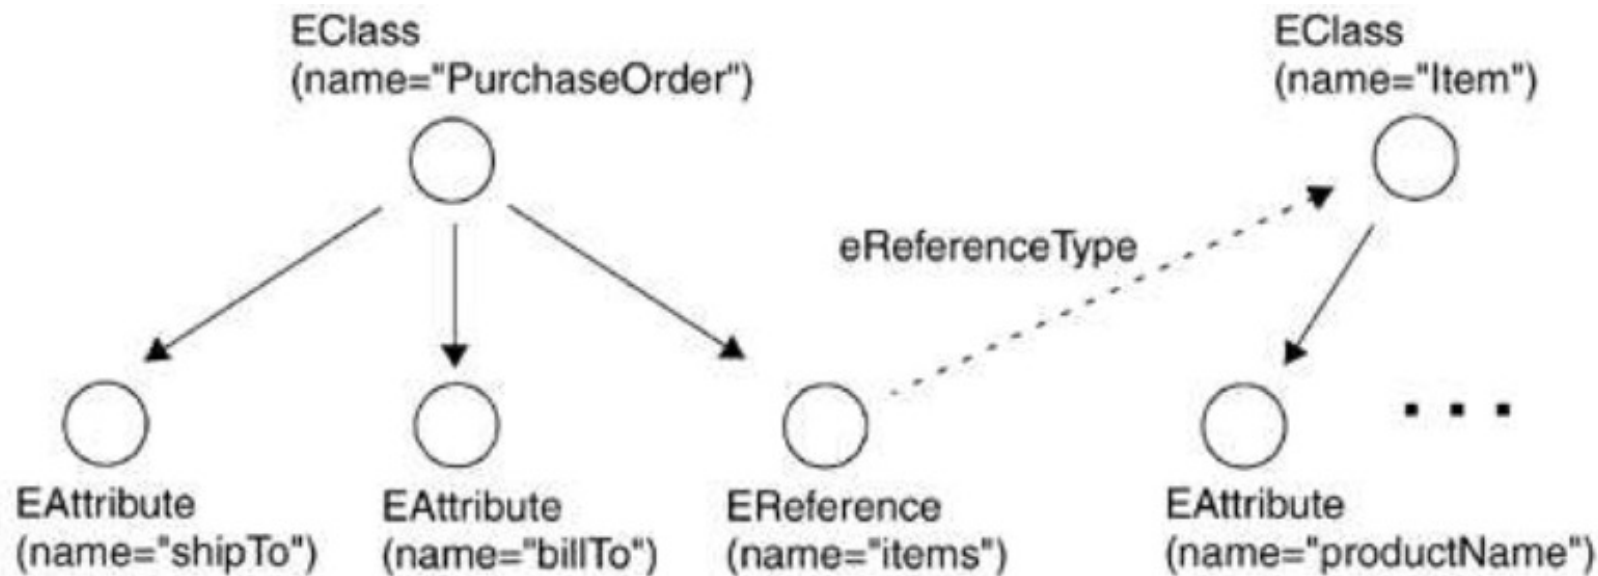 EClass
(name="PurchaseOrder")
EClass
(name="Item")
eReferenceType
EAttribute
(name="shipTo")
EAttribute
(name="billTo")
EReference
(name="items")
EAttribute
(name="productName")